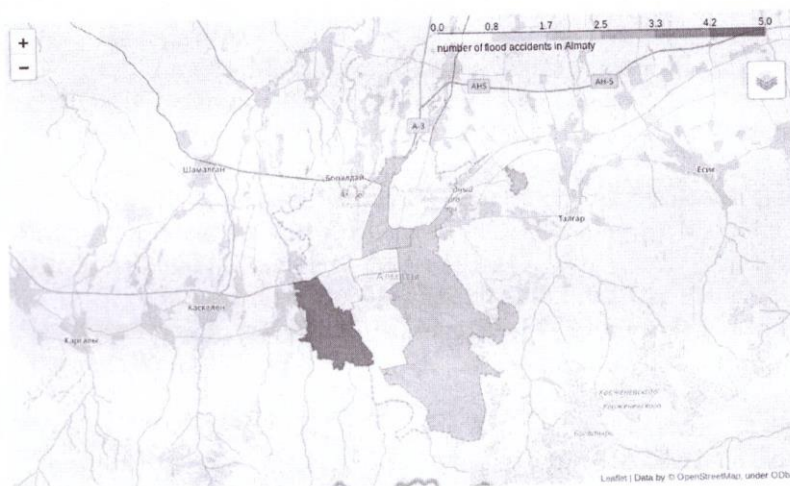 +
−
0.0 0.8 1.7 2.5 3.3 4.2 5.0
number of flood accidents in Almaty
AH5
AH-5
A-3
Шамалган
Боралдай
Есик
Талгар
Алматы
Каскелен
Каргалы
Leaflet | Data by © OpenStreetMap, under ODb